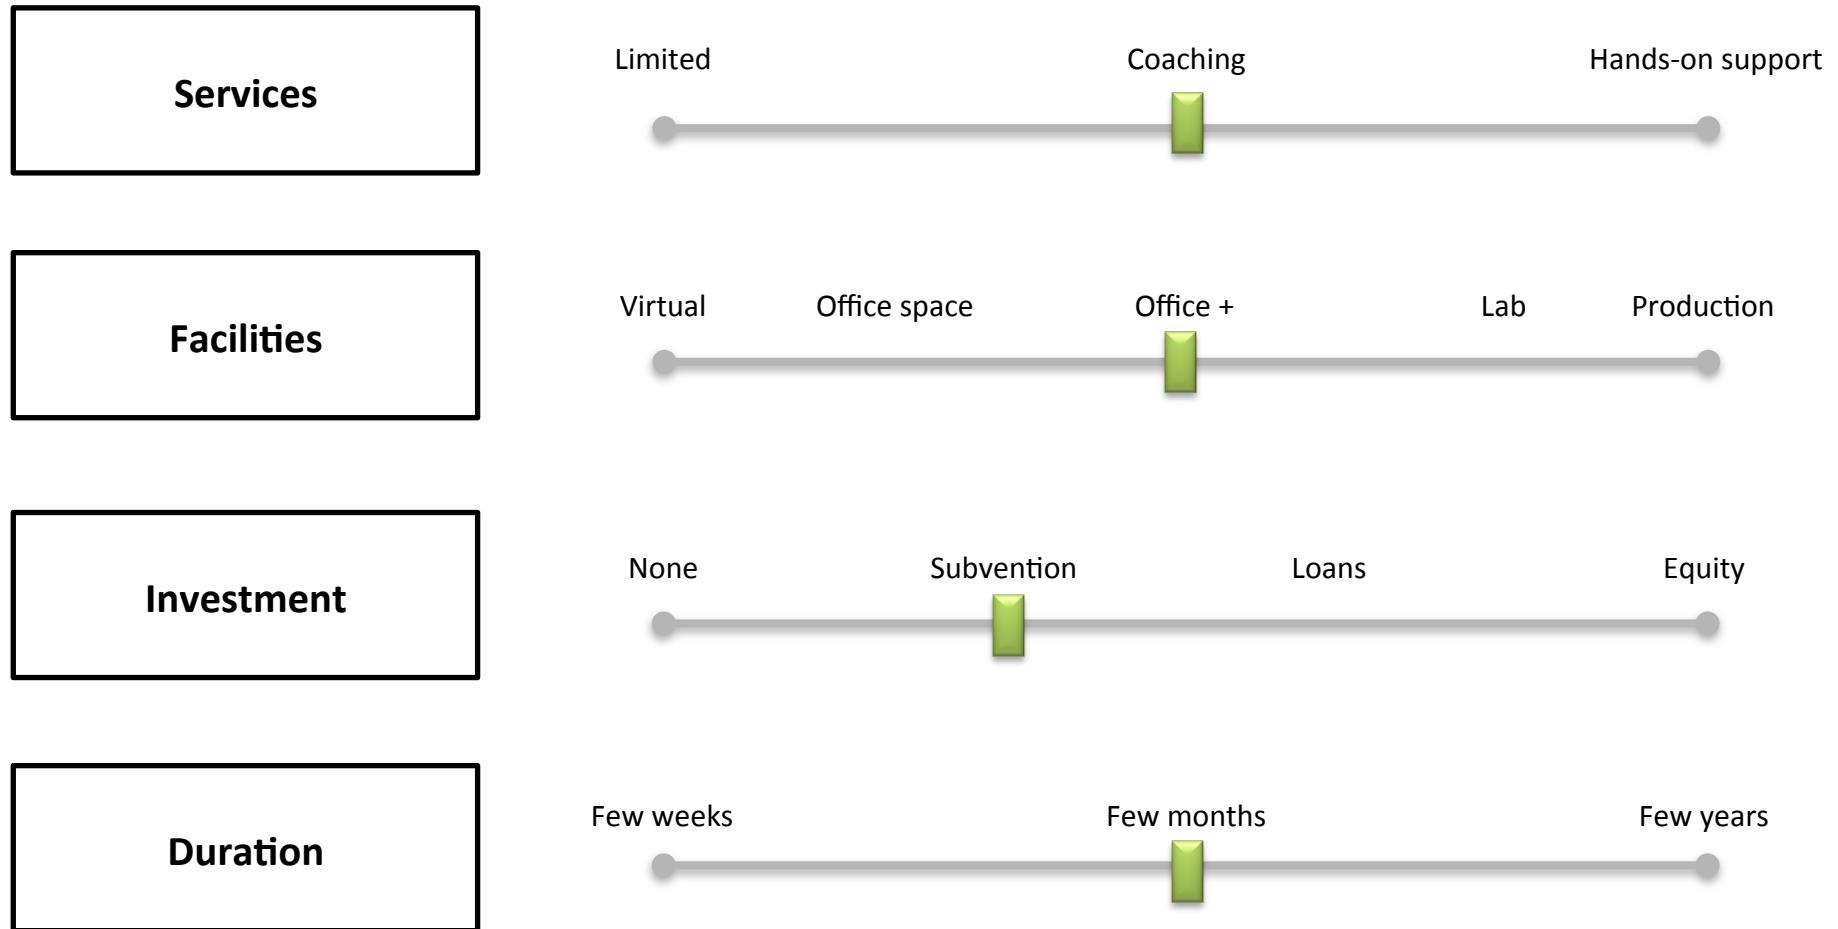 Services
Limited
Coaching
Hands-on support
Facilities
Virtual
Office space
Office +
Lab
Production
Investment
None
Subvention
Loans
Equity
Duration
Few weeks
Few months
Few years